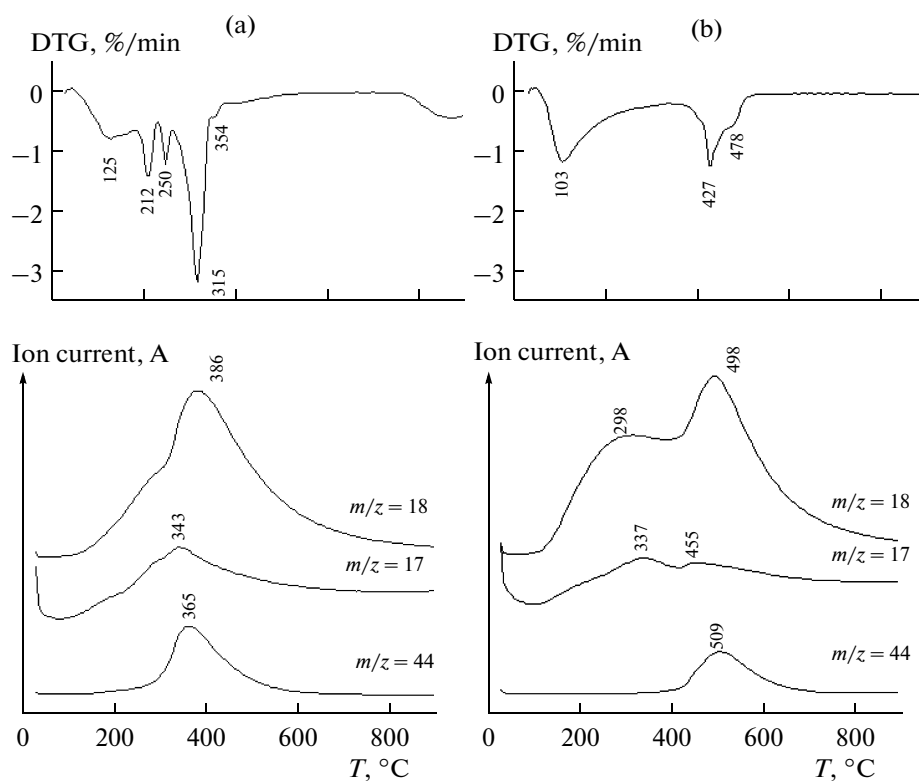 (a)
DTG, %/min
0
−1
−2
−3
125
212
250
315
354
(b)
DTG, %/min
0
−1
−2
−3
103
427
478
Ion current, A
386
m/z = 18
343
m/z = 17
365
m/z = 44
0
200
400
600
800
T, °C
Ion current, A
298
498
m/z = 18
337
455
m/z = 17
509
m/z = 44
0
200
400
600
800
T, °C